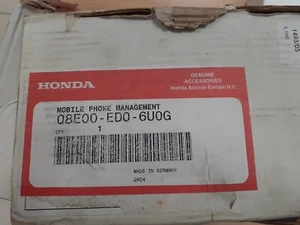 HONDA
GENUINE
ACCESSORIES
Honda Access Europe N.V.
MOBILE PHONE MANAGEMENT
08E00-ED0-6U0G
QTY
1
MADE IN GERMANY